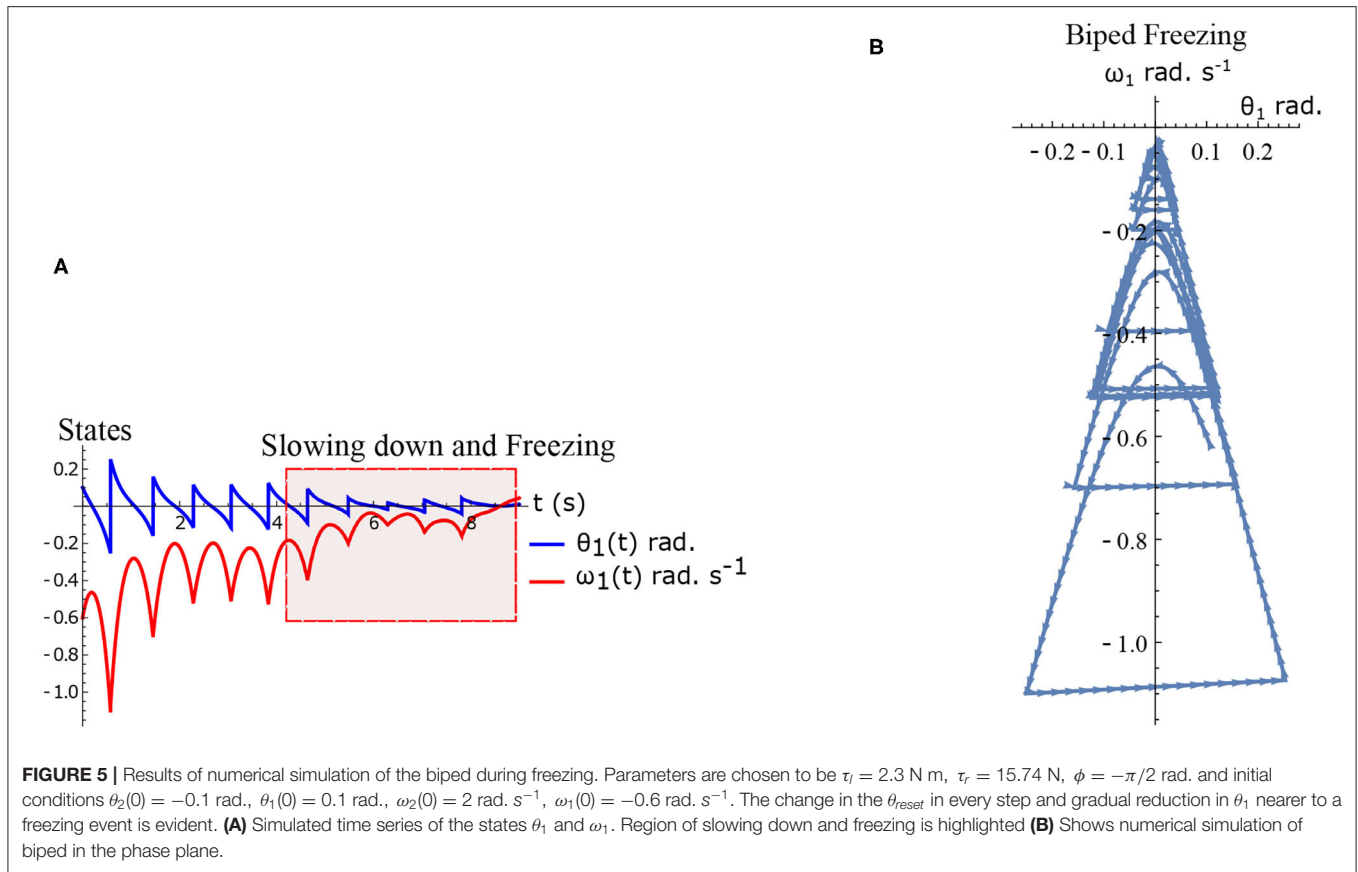 A
States
Slowing down and Freezing
0.2
2
4
6
8
t (s)
-0.2
-0.4
-0.6
-0.8
-1.0
θ1(t) rad.
ω1(t) rad. s⁻¹
B
Biped Freezing
ω1 rad. s⁻¹
θ1 rad.
-0.2 -0.1
0.1 0.2
-0.2
-0.4
-0.6
-0.8
-1.0
FIGURE 5 | Results of numerical simulation of the biped during freezing. Parameters are chosen to be τl = 2.3 N m, τr = 15.74 N, ϕ = −π/2 rad. and initial
conditions θ2(0) = −0.1 rad., θ1(0) = 0.1 rad., ω2(0) = 2 rad. s⁻¹, ω1(0) = −0.6 rad. s⁻¹. The change in the θreset in every step and gradual reduction in θ1 nearer to a
freezing event is evident. (A) Simulated time series of the states θ1 and ω1. Region of slowing down and freezing is highlighted (B) Shows numerical simulation of
biped in the phase plane.